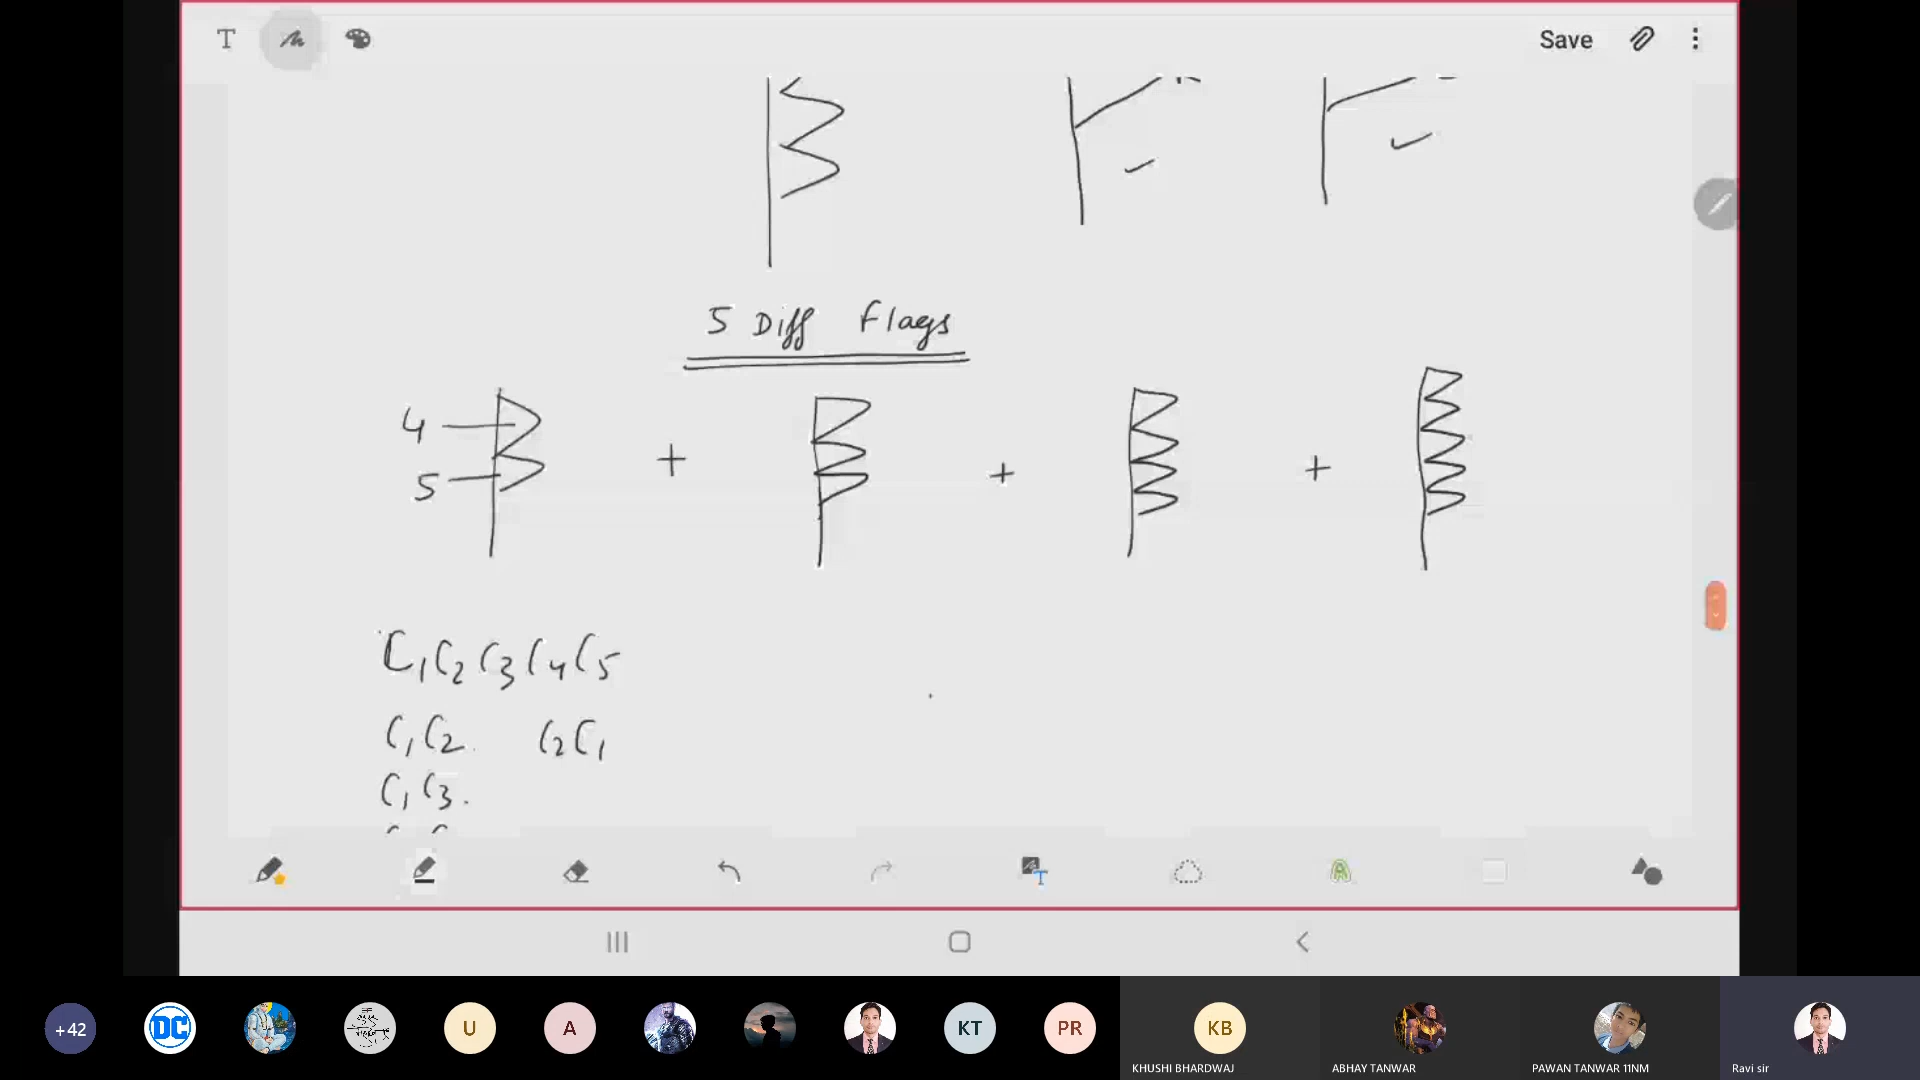 T Save
5 Diff Flags
4
5
+ + +
C1C2C3C4C5
C1C2. C2C1
C1C3.
T
+42 DC U A KT PR KB
KHUSHI BHARDWAJ ABHAY TANWAR PAWAN TANWAR 11NM Ravi sir